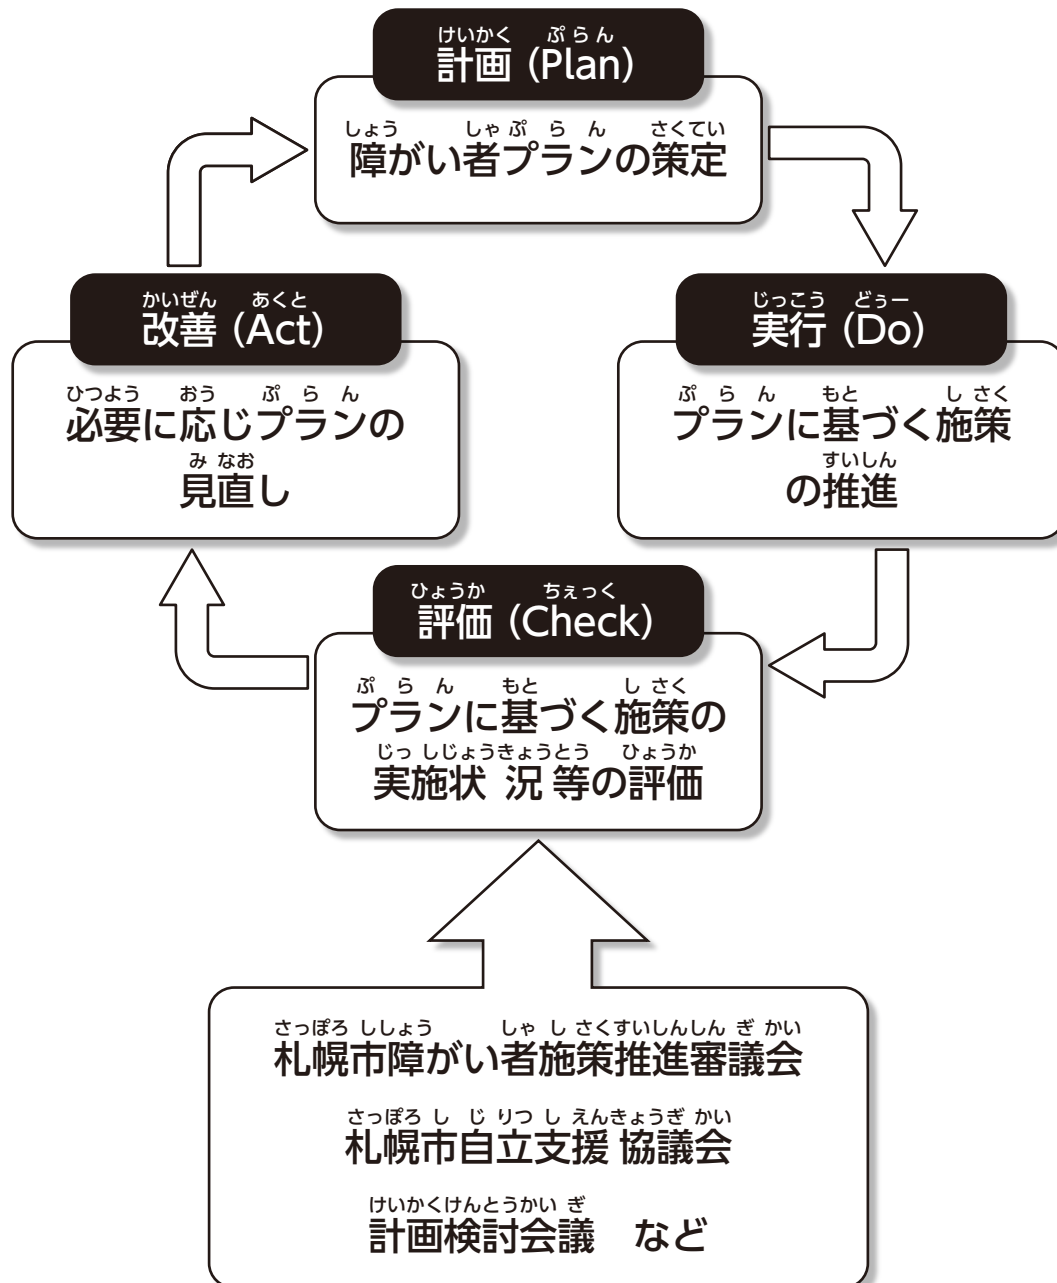 けいかく ぷらん
計画 (Plan)
しょう しゃ ぷらん さくてい
障がい者プランの策定
かいぜん あくと
改善 (Act)
ひつよう おう ぷらん
必要に応じプランの
みなお
見直し
じっこう どぅー
実行 (Do)
ぷらん もと しさく
プランに基づく施策
すいしん
の推進
ひょうか ちぇっく
評価 (Check)
ぷらん もと しさく
プランに基づく施策の
じっしじょうきょうとう ひょうか
実施状況等の評価
さっぽろししょう しゃしさくすいしんしんぎかい
札幌市障がい者施策推進審議会
さっぽろしじりつしえんきょうぎかい
札幌市自立支援協議会
けいかくけんとうかいぎ
計画検討会議 など